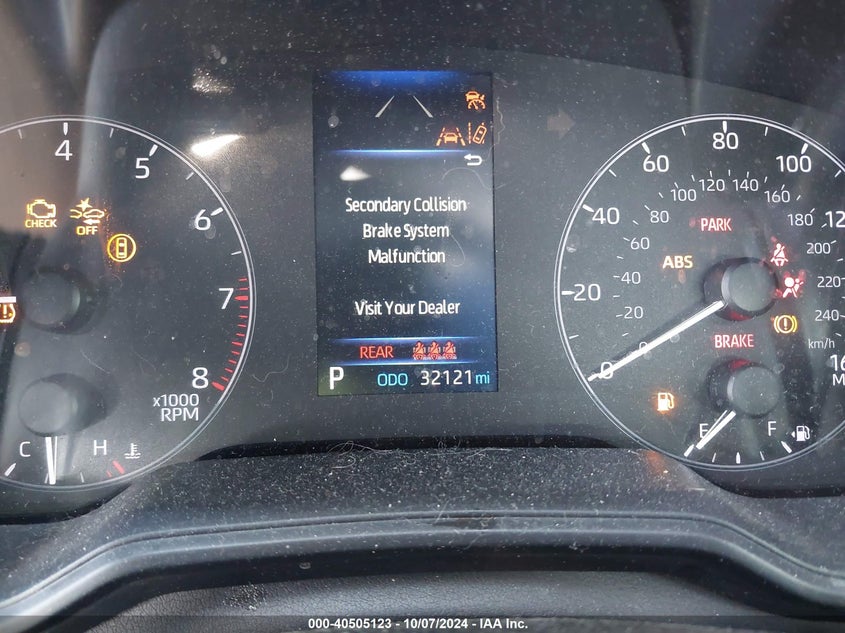 4
5
6
7
8
x1000
RPM
CHECK
OFF
C
H
Secondary Collision
Brake System
Malfunction
Visit Your Dealer
REAR
P ODO 32121 mi
0
20
40
60
80
100
0
20
40
60
80
100
120
140
160
180
200
220
240
km/h
PARK
ABS
BRAKE
E
F
000-40505123 - 10/07/2024 - IAA Inc.